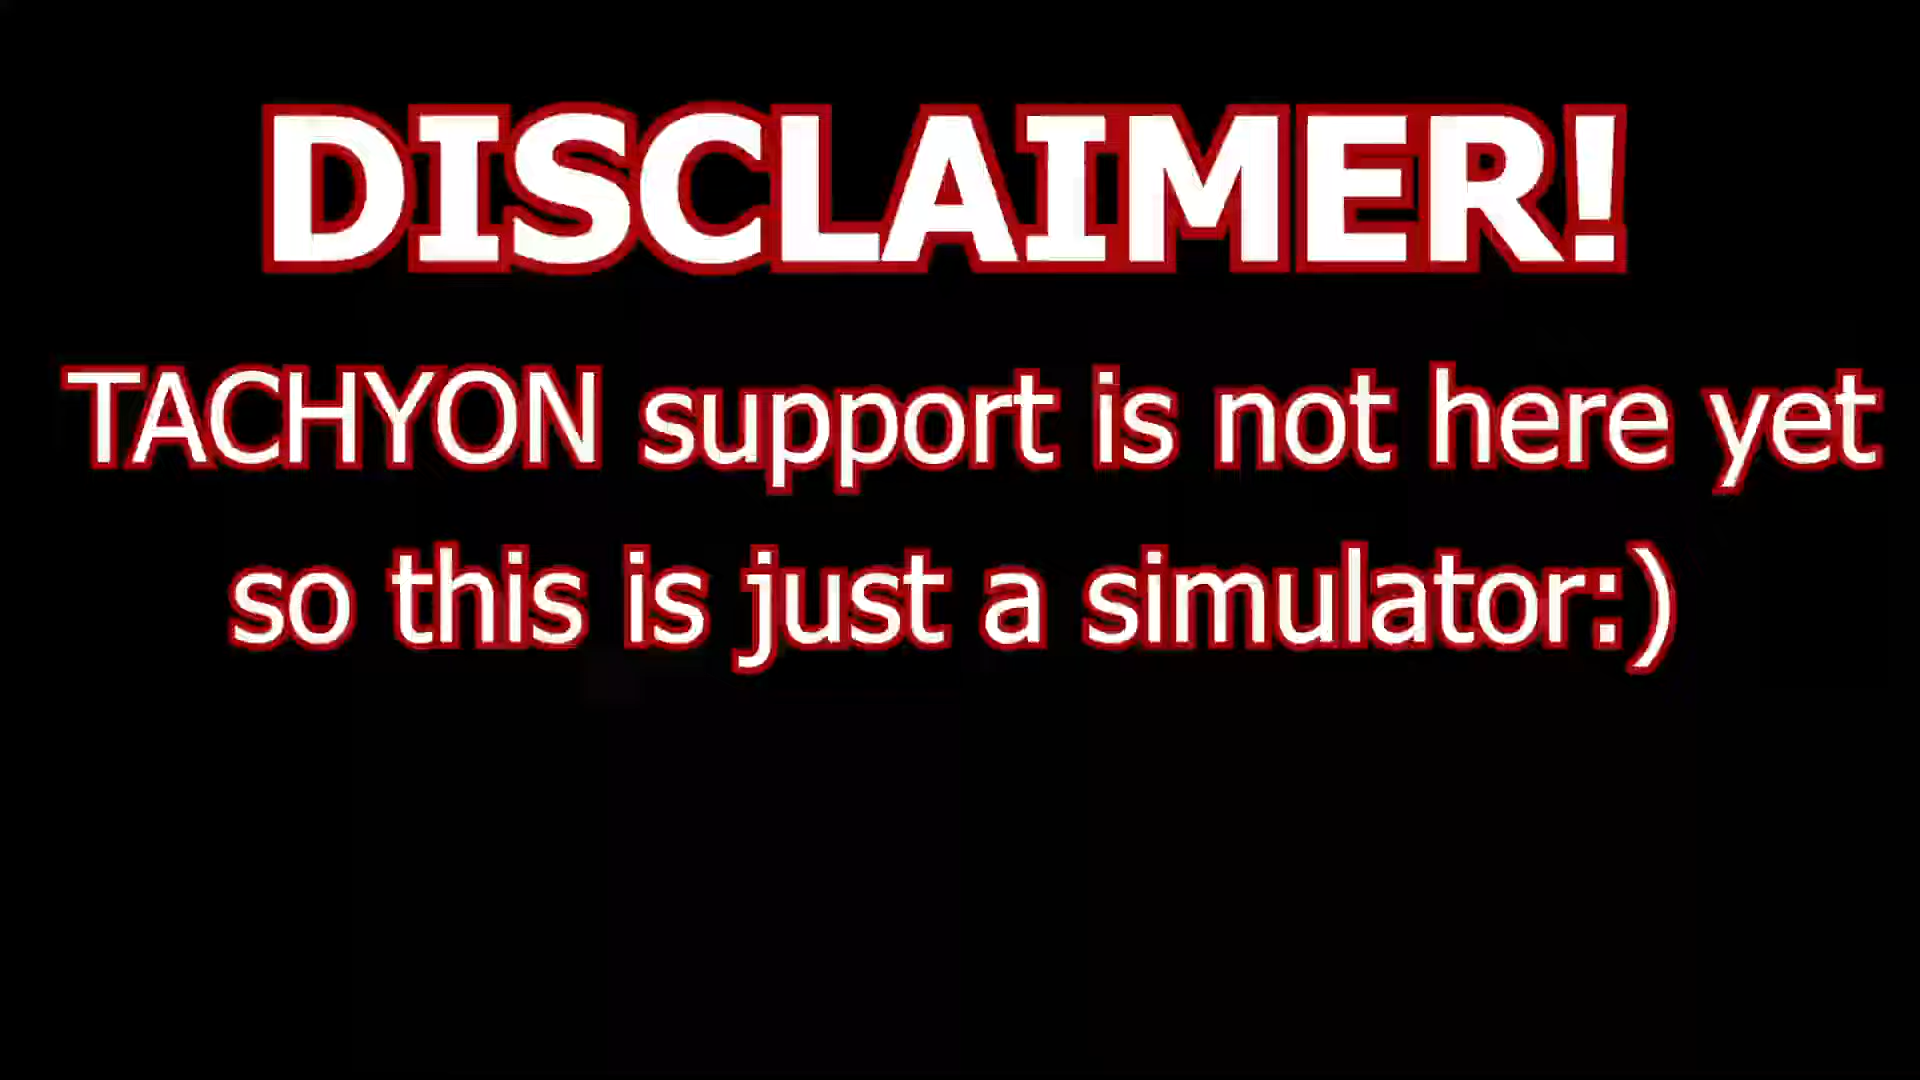 DISCLAIMER!
TACHYON support is not here yet
so this is just a simulator:)